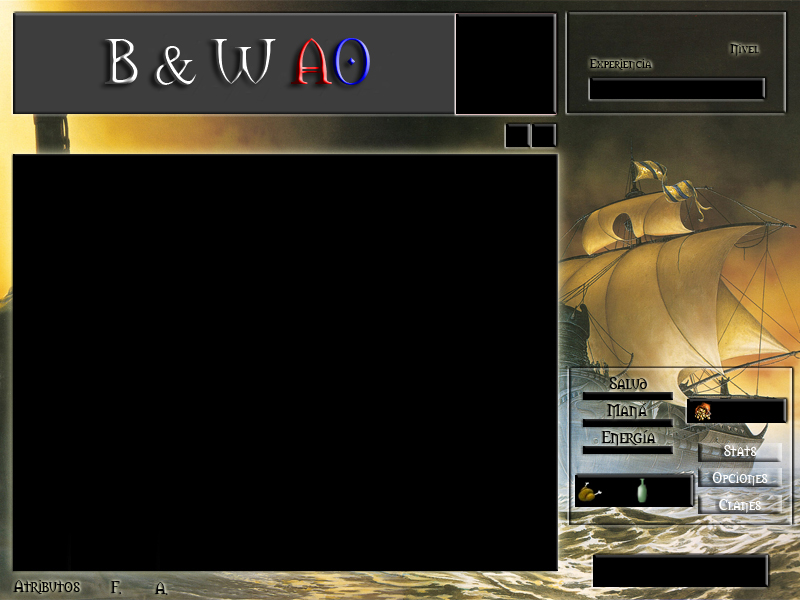 B & W AO
Nivel
Experiencia
Salud
Maná
Energía
Stats
Opciones
Clanes
Atributos F. A.